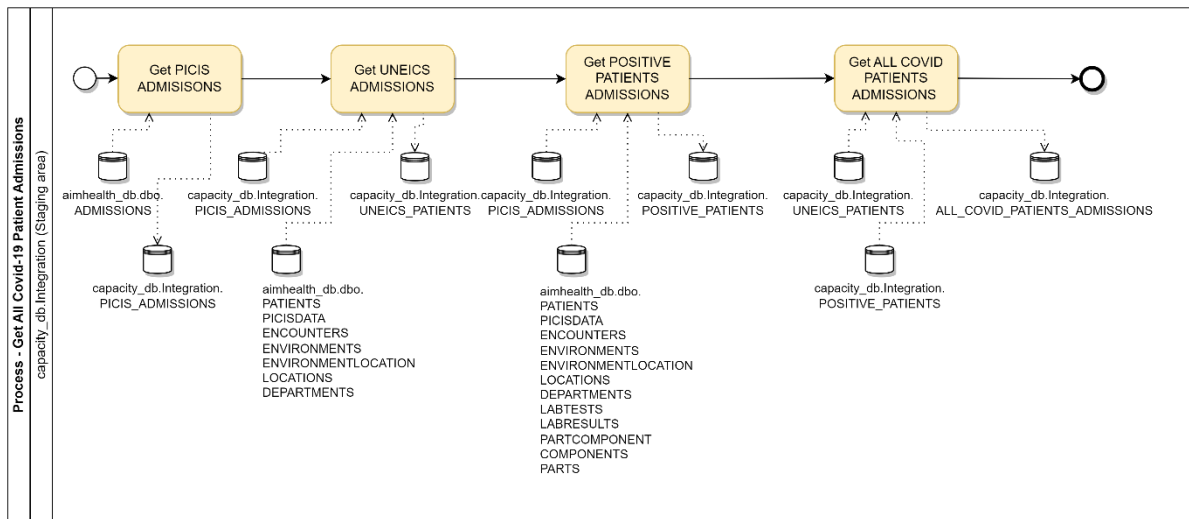 Process - Get All Covid-19 Patient Admissions
capacity_db.Integration (Staging area)
Get PICIS
ADMISISONS
Get UNEICS
ADMISSIONS
Get POSITIVE
PATIENTS
ADMISSIONS
Get ALL COVID
PATIENTS
ADMISSIONS
aimhealth_db.dbo.
ADMISSIONS
capacity_db.Integration.
PICIS_ADMISSIONS
capacity_db.Integration.
UNEICS_PATIENTS
capacity_db.Integration.
PICIS_ADMISSIONS
capacity_db.Integration.
POSITIVE_PATIENTS
capacity_db.Integration.
UNEICS_PATIENTS
capacity_db.Integration.
ALL_COVID_PATIENTS_ADMISSIONS
capacity_db.Integration.
PICIS_ADMISSIONS
aimhealth_db.dbo.
PATIENTS
PICISDATA
ENCOUNTERS
ENVIRONMENTS
ENVIRONMENTLOCATION
LOCATIONS
DEPARTMENTS
aimhealth_db.dbo.
PATIENTS
PICISDATA
ENCOUNTERS
ENVIRONMENTS
ENVIRONMENTLOCATION
LOCATIONS
DEPARTMENTS
LABTESTS
LABRESULTS
PARTCOMPONENT
COMPONENTS
PARTS
capacity_db.Integration.
POSITIVE_PATIENTS